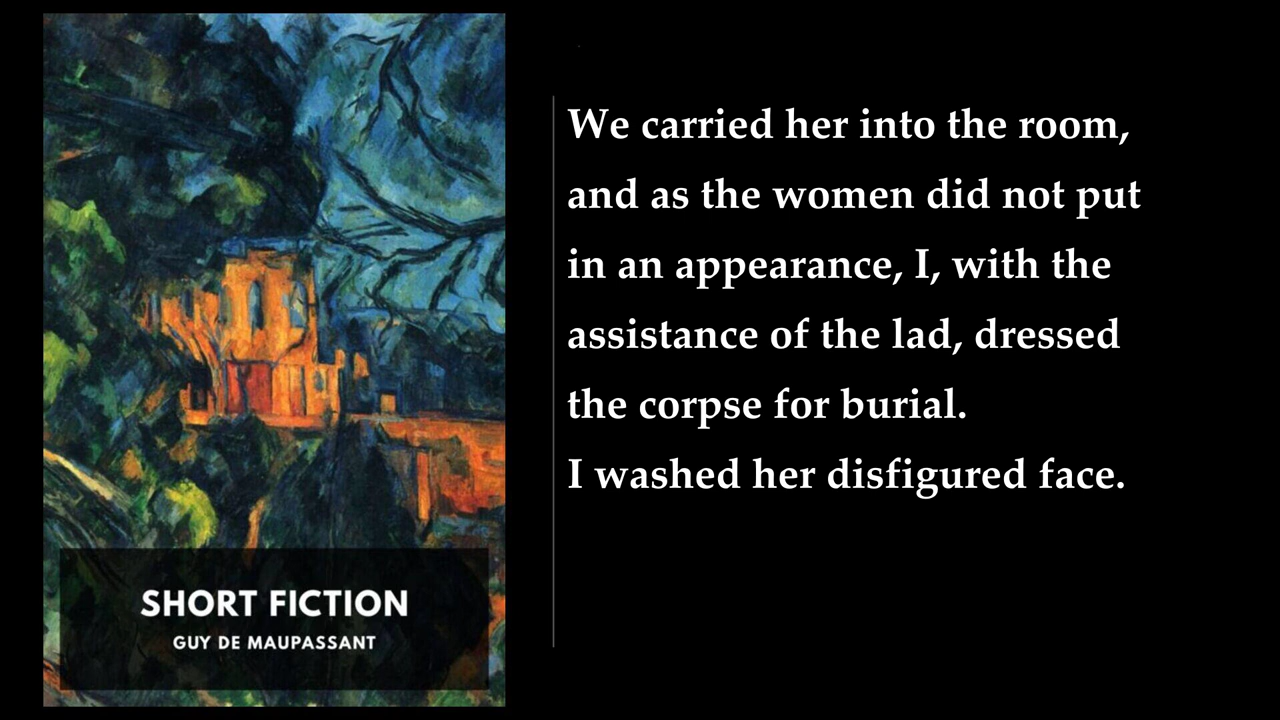 We carried her into the room,
and as the women did not put
in an appearance, I, with the
assistance of the lad, dressed
the corpse for burial.
I washed her disfigured face.
SHORT FICTION
GUY DE MAUPASSANT